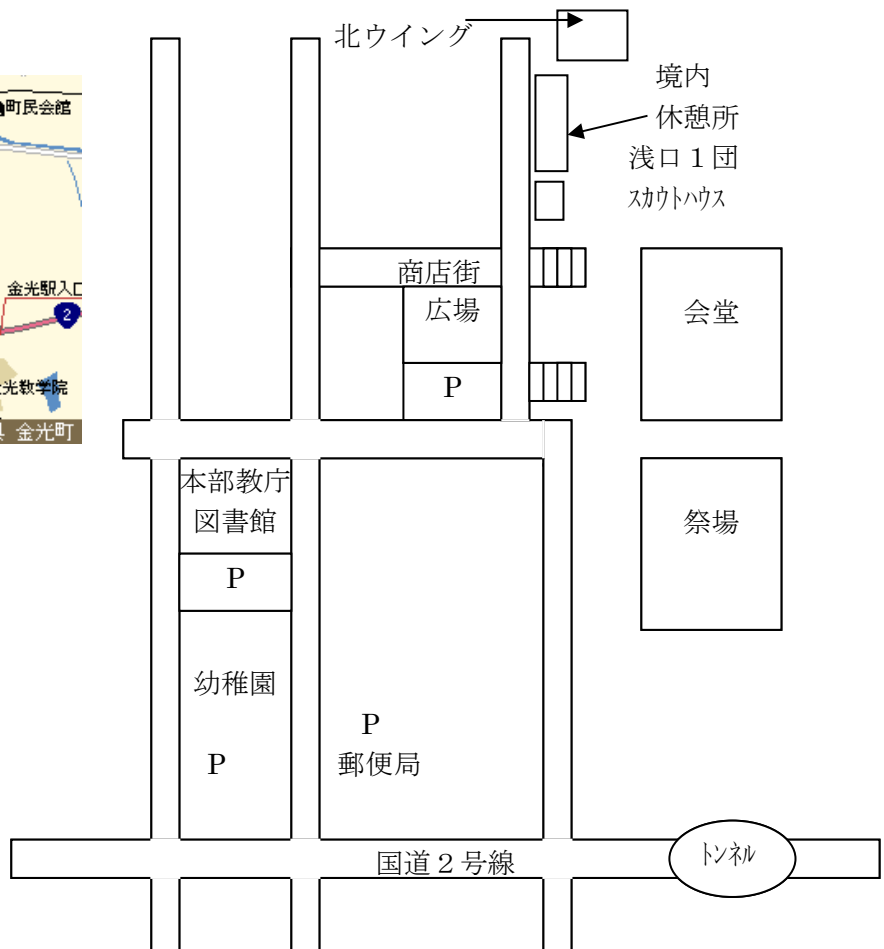 北ウイング
境内
休憩所
浅口１団
スカウトハウス
町民会館
金光駅入口
2
光教学院
金光町
商店街
広場
会堂
P
本部教庁
図書館
祭場
P
幼稚園
P
P
郵便局
国道２号線
トンネル